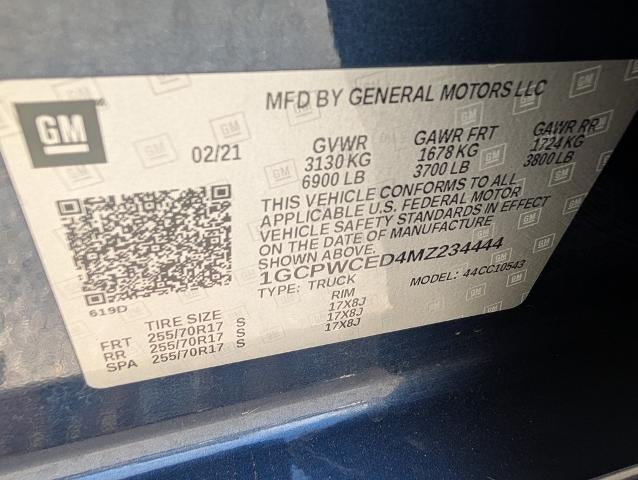 GM
MFD BY GENERAL MOTORS LLC
02/21
GVWR GAWR FRT GAWR RR
3130 KG 1678 KG 1724 KG
6900 LB 3700 LB 3800 LB
THIS VEHICLE CONFORMS TO ALL
APPLICABLE U.S. FEDERAL MOTOR
VEHICLE SAFETY STANDARDS IN EFFECT
ON THE DATE OF MANUFACTURE
SHOWN ABOVE.
1GCPWCED4MZ234444
TYPE: TRUCK MODEL: 44CC10543
619D
TIRE SIZE RIM
FRT 255/70R17 S 17X8J
RR 255/70R17 S 17X8J
SPA 255/70R17 S 17X8J